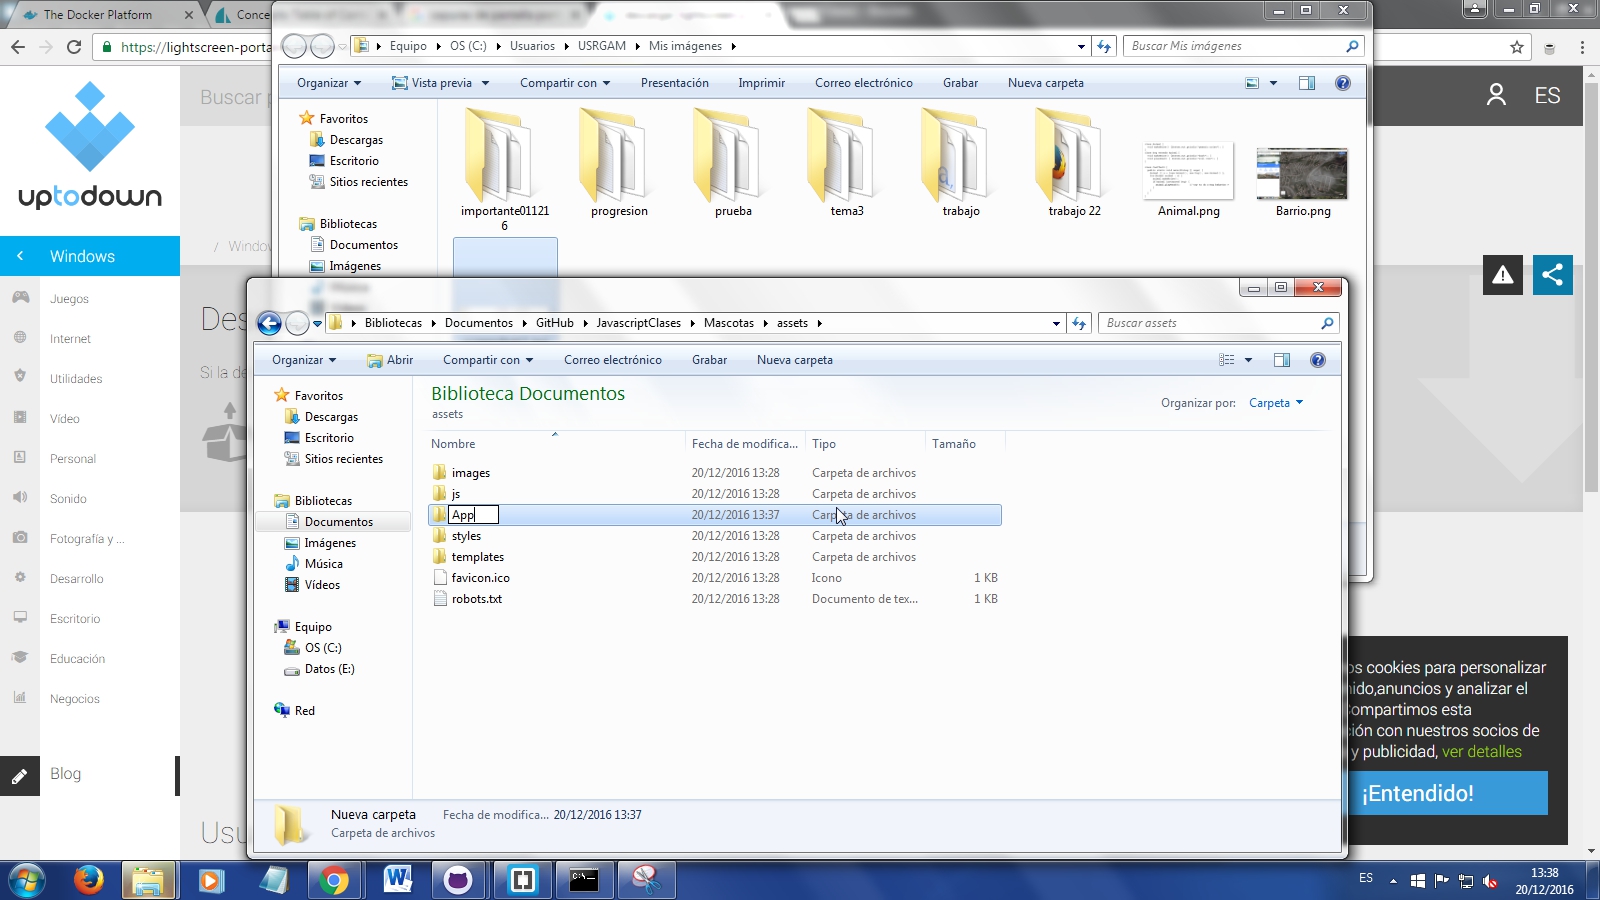 The Docker Platform
Conce
https://lightscreen-porta
Equipo
OS (C:)
Usuarios
USRGAM
Mis imágenes
Buscar Mis imágenes
Organizar
Vista previa
Compartir con
Presentación
Imprimir
Correo electrónico
Grabar
Nueva carpeta
Favoritos
Descargas
Escritorio
Sitios recientes
Bibliotecas
Documentos
Imágenes
importante01121
6
progresion
prueba
tema3
trabajo
trabajo 22
Animal.png
Barrio.png
Buscar p
ES
uptodown
Windows
/ Windo
Juegos
Internet
Utilidades
Vídeo
Personal
Sonido
Fotografía y ...
Desarrollo
Escritorio
Educación
Negocios
Blog
Des
Si la de
Usu
Bibliotecas
Documentos
GitHub
JavascriptClases
Mascotas
assets
Buscar assets
Organizar
Abrir
Compartir con
Correo electrónico
Grabar
Nueva carpeta
Favoritos
Descargas
Escritorio
Sitios recientes
Bibliotecas
Documentos
Imágenes
Música
Vídeos
Equipo
OS (C:)
Datos (E:)
Red
Biblioteca Documentos
assets
Organizar por: Carpeta
Nombre Fecha de modifica... Tipo Tamaño
images 20/12/2016 13:28 Carpeta de archivos
js 20/12/2016 13:28 Carpeta de archivos
App 20/12/2016 13:37 Carpeta de archivos
styles 20/12/2016 13:28 Carpeta de archivos
templates 20/12/2016 13:28 Carpeta de archivos
favicon.ico 20/12/2016 13:28 Icono 1 KB
robots.txt 20/12/2016 13:28 Documento de tex... 1 KB
Nueva carpeta Fecha de modifica... 20/12/2016 13:37
Carpeta de archivos
os cookies para personalizar
nido,anuncios y analizar el
Compartimos esta
ción con nuestros socios de
y publicidad, ver detalles
¡Entendido!
ES
13:38
20/12/2016